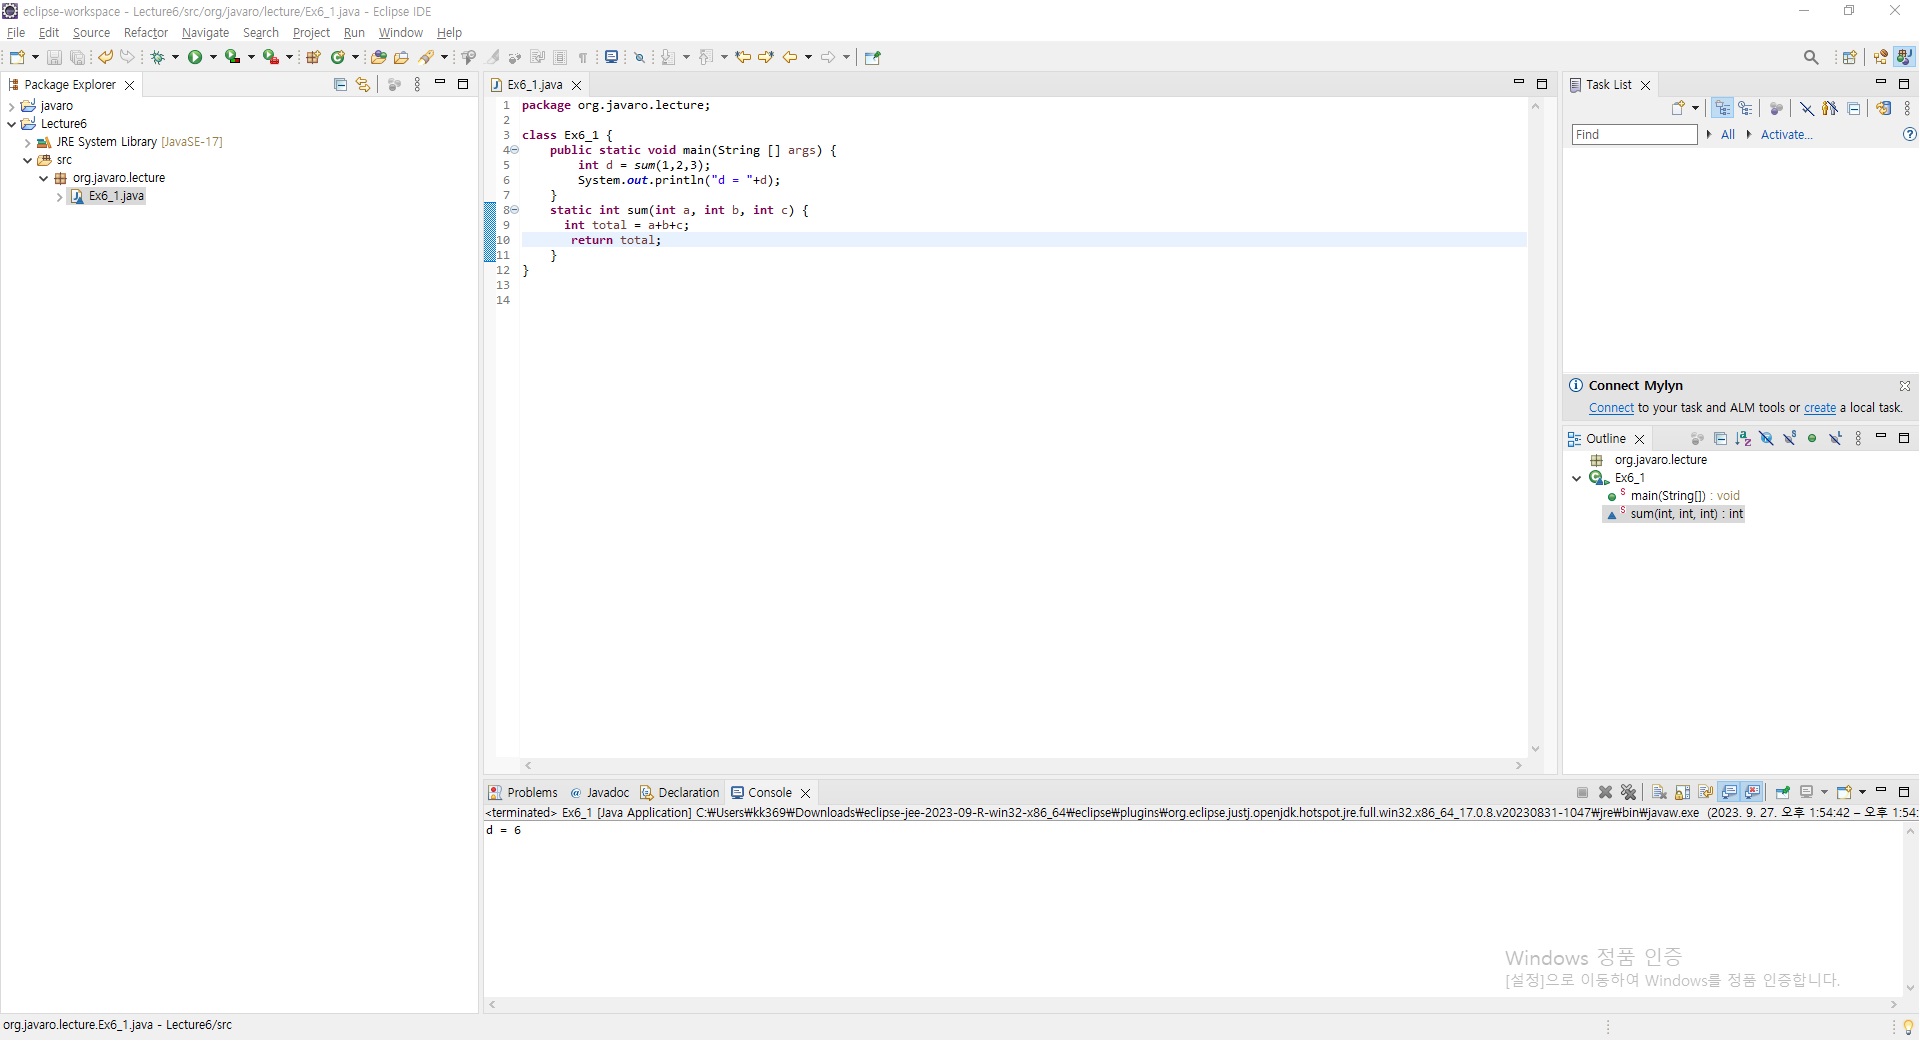 eclipse-workspace - Lecture6/src/org/javaro/lecture/Ex6_1.java - Eclipse IDE
File Edit Source Refactor Navigate Search Project Run Window Help
Package Explorer
javaro
Lecture6
JRE System Library [JavaSE-17]
src
org.javaro.lecture
Ex6_1.java
Ex6_1.java
1 package org.javaro.lecture;
2
3 class Ex6_1 {
4 public static void main(String [] args) {
5 int d = sum(1,2,3);
6 System.out.println("d = "+d);
7 }
8 static int sum(int a, int b, int c) {
9 int total = a+b+c;
10 return total;
11 }
12 }
13
14
Task List
Find All Activate...
Connect Mylyn
Connect to your task and ALM tools or create a local task.
Outline
org.javaro.lecture
Ex6_1
main(String[]) : void
sum(int, int, int) : int
Problems Javadoc Declaration Console
<terminated> Ex6_1 [Java Application] C:₩Users₩kk369₩Downloads₩eclipse-jee-2023-09-R-win32-x86_64₩eclipse₩plugins₩org.eclipse.justj.openjdk.hotspot.jre.full.win32.x86_64_17.0.8.v20230831-1047₩jre₩bin₩javaw.exe (2023. 9. 27. 오후 1:54:42 – 오후 1:54:
d = 6
Windows 정품 인증
[설정]으로 이동하여 Windows를 정품 인증합니다.
org.javaro.lecture.Ex6_1.java - Lecture6/src